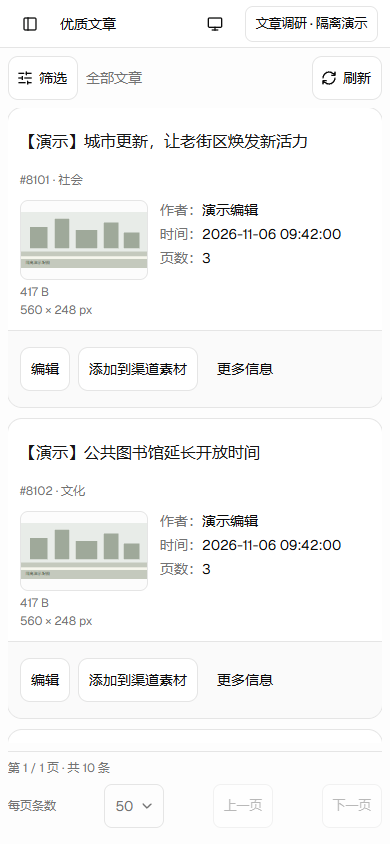 优质文章
文章调研 · 隔离演示
筛选
全部文章
刷新
【演示】城市更新，让老街区焕发新活力
#8101 · 社会
作者：演示编辑
时间：2026-11-06 09:42:00
页数：3
417 B
560 × 248 px
编辑
添加到渠道素材
更多信息
【演示】公共图书馆延长开放时间
#8102 · 文化
作者：演示编辑
时间：2026-11-06 09:42:00
页数：3
417 B
560 × 248 px
编辑
添加到渠道素材
更多信息
第 1 / 1 页 · 共 10 条
每页条数
50
上一页
下一页